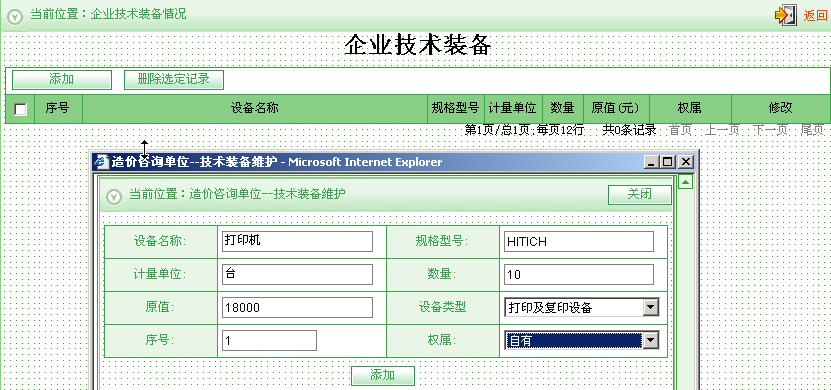 当前位置：企业技术装备情况 返回
企业技术装备
添加 删除选定记录
序号 设备名称 规格型号 计量单位 数量 原值(元) 权属 修改
第1页/总1页,每页12行 共0条记录 首页 上一页 下一页 尾页
造价咨询单位--技术装备维护 - Microsoft Internet Explorer
当前位置：造价咨询单位--技术装备维护 关闭
设备名称: 打印机 规格型号: HITICH
计量单位: 台 数量: 10
原值: 18000 设备类型 打印及复印设备
序号: 1 权属: 自有
添加